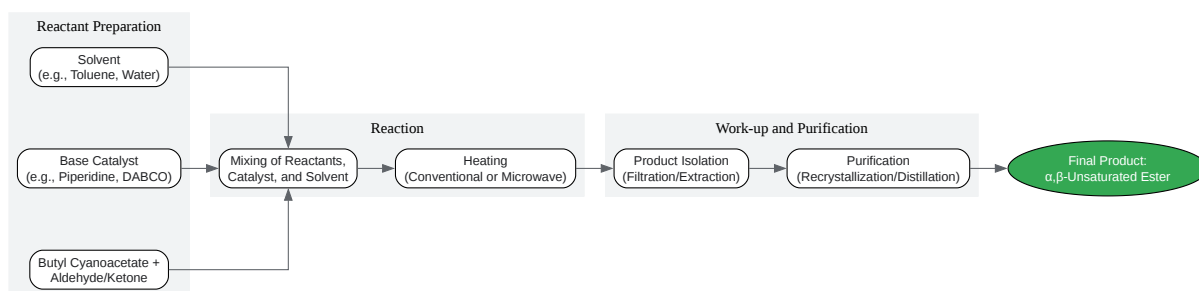 Reactant Preparation
Solvent
(e.g., Toluene, Water)
Base Catalyst
(e.g., Piperidine, DABCO)
Butyl Cyanoacetate +
Aldehyde/Ketone
Reaction
Mixing of Reactants,
Catalyst, and Solvent
Heating
(Conventional or Microwave)
Work-up and Purification
Product Isolation
(Filtration/Extraction)
Purification
(Recrystallization/Distillation)
Final Product:
α,β-Unsaturated Ester